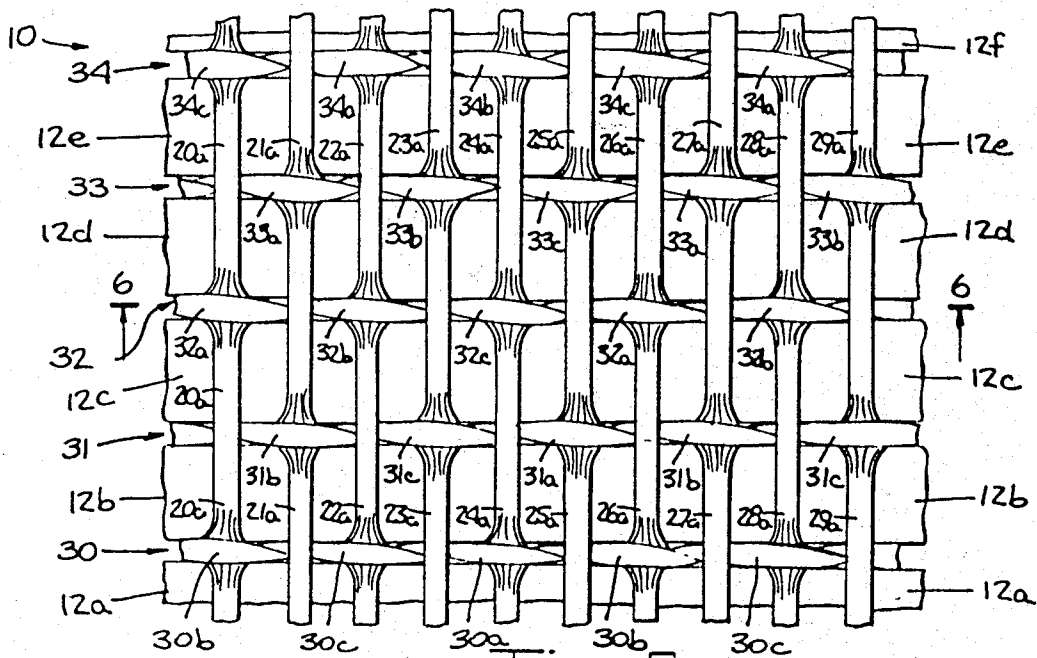 10
34
12f
34c 34a 34b 34c 34a
12e 20a 21a 22a 23a 24a 25a 26a 27a 28a 29a 12e
33
33a 33b 33c 33a 33b
12d 12d
6 6
32
32a 32b 32c 32a 32b
12c 20a 12c
31
31b 31c 31a 31b 31c
12b 20a 21a 22a 23a 24a 25a 26a 27a 28a 29a 12b
30
12a 12a
30b 30c 30a 30b 30c